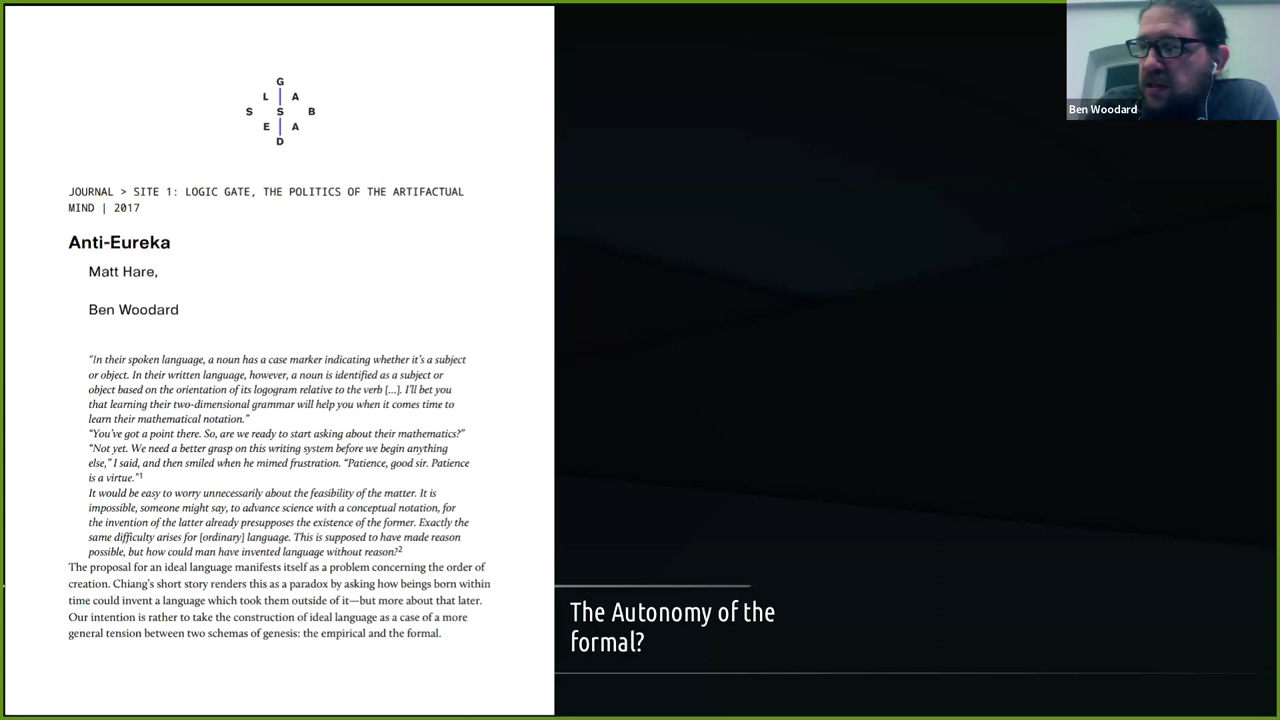 G
L A
S S B
E A
D
JOURNAL > SITE 1: LOGIC GATE, THE POLITICS OF THE ARTIFACTUAL
MIND | 2017
Anti-Eureka
Matt Hare,
Ben Woodard
“In their spoken language, a noun has a case marker indicating whether it’s a subject
or object. In their written language, however, a noun is identified as a subject or
object based on the orientation of its logogram relative to the verb [...]. I’ll bet you
that learning their two-dimensional grammar will help you when it comes time to
learn their mathematical notation.”
“You’ve got a point there. So, are we ready to start asking about their mathematics?”
“Not yet. We need a better grasp on this writing system before we begin anything
else,” I said, and then smiled when he mimed frustration. “Patience, good sir. Patience
is a virtue.”1
It would be easy to worry unnecessarily about the feasibility of the matter. It is
impossible, someone might say, to advance science with a conceptual notation, for
the invention of the latter already presupposes the existence of the former. Exactly the
same difficulty arises for [ordinary] language. This is supposed to have made reason
possible, but how could man have invented language without reason?2
The proposal for an ideal language manifests itself as a problem concerning the order of
creation. Chiang’s short story renders this as a paradox by asking how beings born within
time could invent a language which took them outside of it—but more about that later.
Our intention is rather to take the construction of ideal language as a case of a more
general tension between two schemas of genesis: the empirical and the formal.
The Autonomy of the
formal?
Ben Woodard